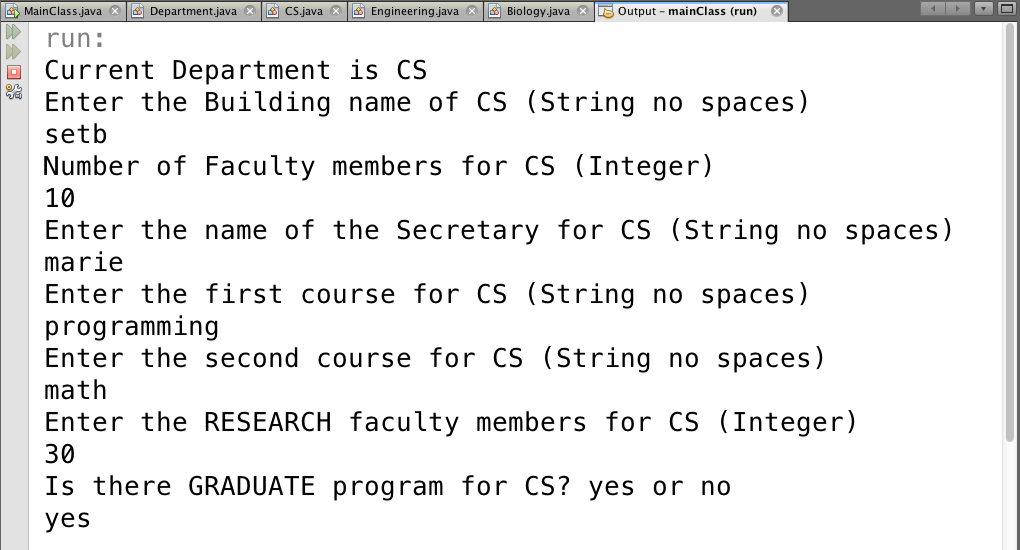 MainClass.java Department.java CS.java Engineering.java Biology.java Output - mainClass (run)
run:
Current Department is CS
Enter the Building name of CS (String no spaces)
setb
Number of Faculty members for CS (Integer)
10
Enter the name of the Secretary for CS (String no spaces)
marie
Enter the first course for CS (String no spaces)
programming
Enter the second course for CS (String no spaces)
math
Enter the RESEARCH faculty members for CS (Integer)
30
Is there GRADUATE program for CS? yes or no
yes